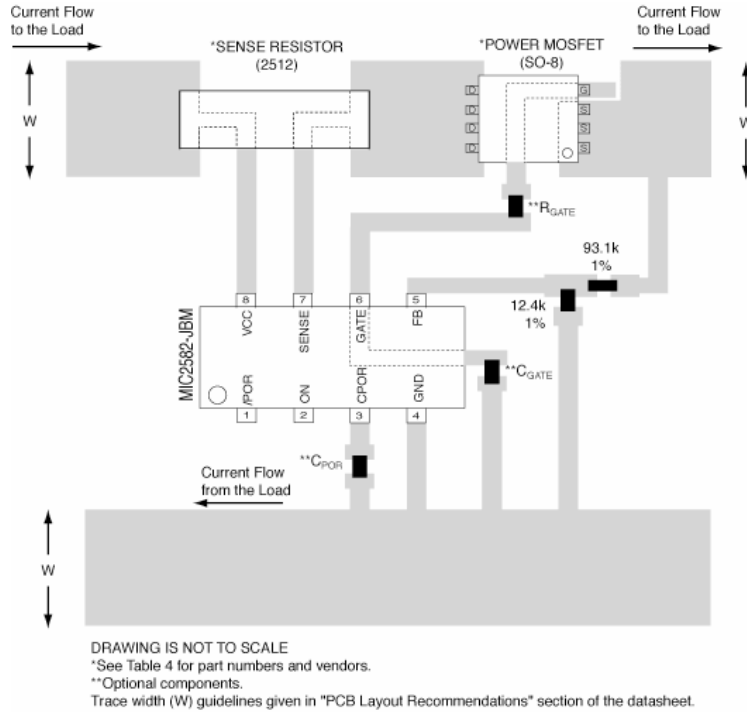 Current Flow
to the Load
Current Flow
to the Load
*SENSE RESISTOR
(2512)
*POWER MOSFET
(SO-8)
W
W
D
D
D
D
G
S
S
S
**RGATE
93.1k
1%
12.4k
1%
8
7
6
5
VCC
SENSE
GATE
FB
MIC2582-JBM
/POR
ON
CPOR
GND
1
2
3
4
**CGATE
**CPOR
Current Flow
from the Load
W
DRAWING IS NOT TO SCALE
*See Table 4 for part numbers and vendors.
**Optional components.
Trace width (W) guidelines given in "PCB Layout Recommendations" section of the datasheet.